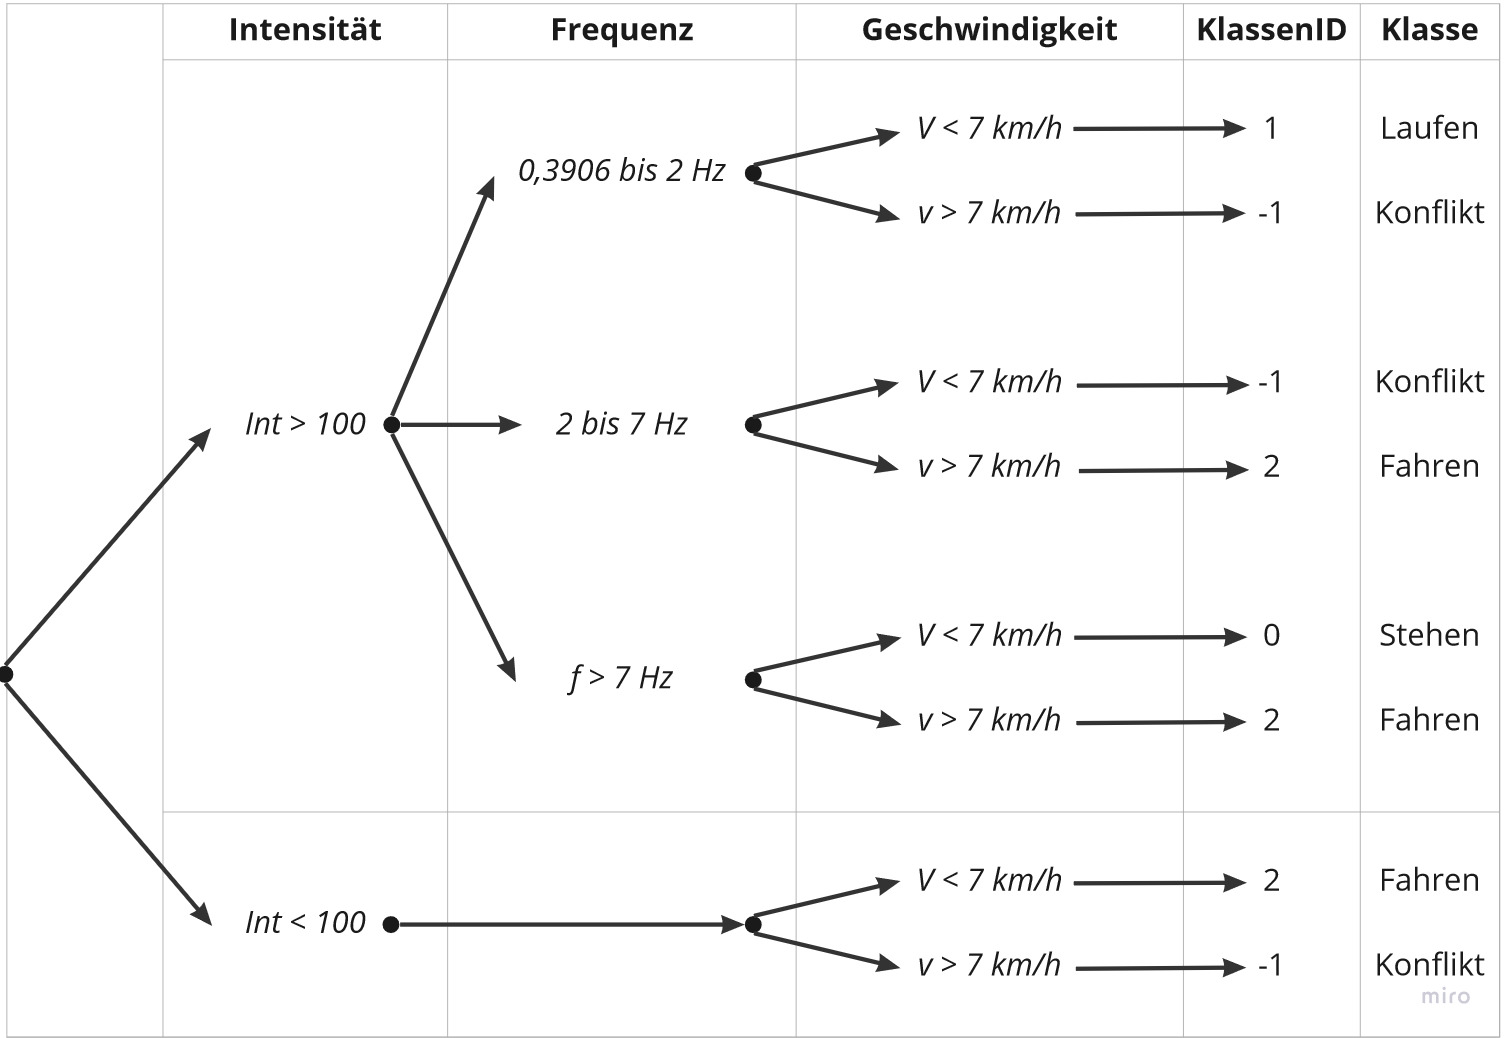 Intensität Frequenz Geschwindigkeit KlassenID Klasse
V < 7 km/h 1 Laufen
0,3906 bis 2 Hz
v > 7 km/h -1 Konflikt
V < 7 km/h -1 Konflikt
Int > 100 2 bis 7 Hz
v > 7 km/h 2 Fahren
V < 7 km/h 0 Stehen
f > 7 Hz
v > 7 km/h 2 Fahren
V < 7 km/h 2 Fahren
Int < 100
v > 7 km/h -1 Konflikt
miro